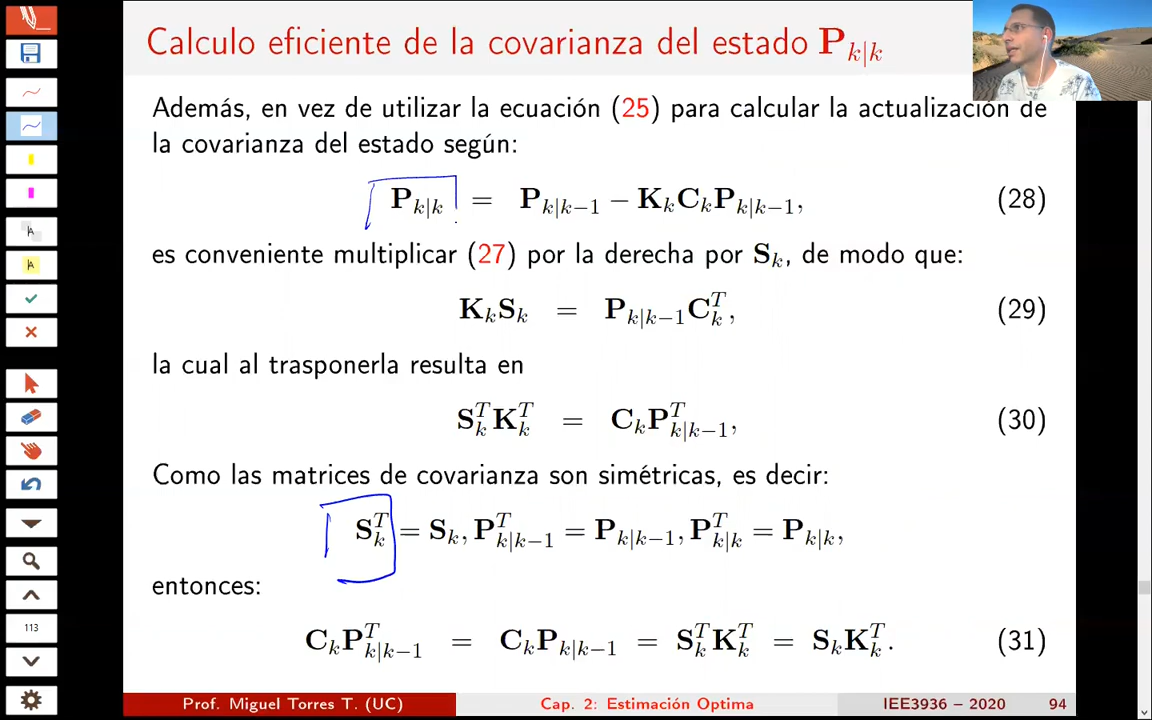 Calculo eficiente de la covarianza del estado P_{k|k}
Además, en vez de utilizar la ecuación (25) para calcular la actualización de
la covarianza del estado según:
P_{k|k} = P_{k|k−1} − K_k C_k P_{k|k−1}, (28)
es conveniente multiplicar (27) por la derecha por S_k, de modo que:
K_k S_k = P_{k|k−1} C_k^T, (29)
la cual al trasponerla resulta en
S_k^T K_k^T = C_k P_{k|k−1}^T, (30)
Como las matrices de covarianza son simétricas, es decir:
S_k^T = S_k, P_{k|k−1}^T = P_{k|k−1}, P_{k|k}^T = P_{k|k},
entonces:
C_k P_{k|k−1}^T = C_k P_{k|k−1} = S_k^T K_k^T = S_k K_k^T. (31)
113
Prof. Miguel Torres T. (UC) Cap. 2: Estimación Optima IEE3936 – 2020 94